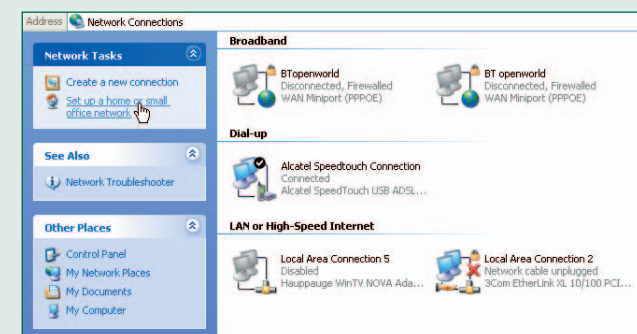 Address Network Connections
Network Tasks
Create a new connection
Set up a home or small
office network
See Also
Network Troubleshooter
Other Places
Control Panel
My Network Places
My Documents
My Computer
Broadband
BTopenworld
Disconnected, Firewalled
WAN Miniport (PPPOE)
BT openworld
Disconnected, Firewalled
WAN Miniport (PPPOE)
Dial-up
Alcatel Speedtouch Connection
Connected
Alcatel SpeedTouch USB ADSL...
LAN or High-Speed Internet
Local Area Connection 5
Disabled
Hauppauge WinTV NOVA Ada...
Local Area Connection 2
Network cable unplugged
3Com EtherLink XL 10/100 PCI...